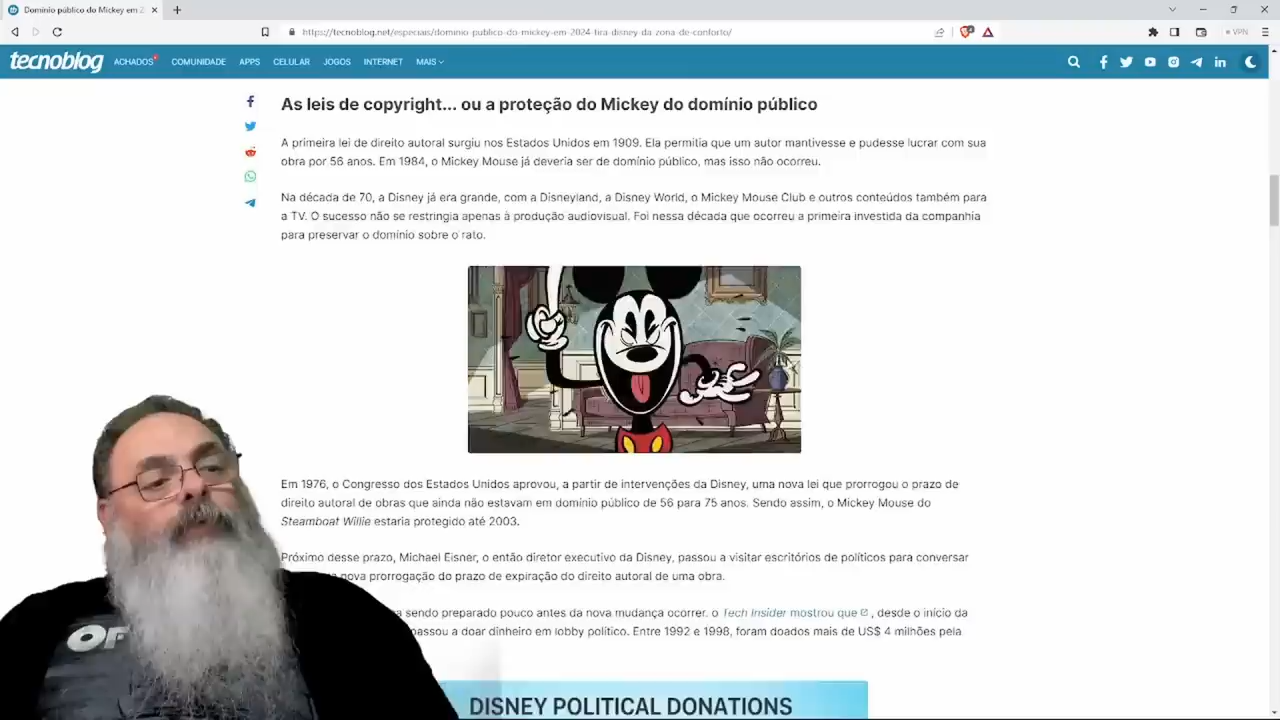 Domínio público do Mickey em 2
https://tecnoblog.net/especiais/dominio-publico-do-mickey-em-2024-tira-disney-da-zona-de-conforto/
VPN
tecnoblog ACHADOS COMUNIDADE APPS CELULAR JOGOS INTERNET MAIS
As leis de copyright... ou a proteção do Mickey do domínio público
A primeira lei de direito autoral surgiu nos Estados Unidos em 1909. Ela permitia que um autor mantivesse e pudesse lucrar com sua
obra por 56 anos. Em 1984, o Mickey Mouse já deveria ser de domínio público, mas isso não ocorreu.
Na década de 70, a Disney já era grande, com a Disneyland, a Disney World, o Mickey Mouse Club e outros conteúdos também para
a TV. O sucesso não se restringia apenas à produção audiovisual. Foi nessa década que ocorreu a primeira investida da companhia
para preservar o domínio sobre o rato.
Em 1976, o Congresso dos Estados Unidos aprovou, a partir de intervenções da Disney, uma nova lei que prorrogou o prazo de
direito autoral de obras que ainda não estavam em domínio público de 56 para 75 anos. Sendo assim, o Mickey Mouse do
Steamboat Willie estaria protegido até 2003.
Próximo desse prazo, Michael Eisner, o então diretor executivo da Disney, passou a visitar escritórios de políticos para conversar
nova prorrogação do prazo de expiração do direito autoral de uma obra.
sendo preparado pouco antes da nova mudança ocorrer. o Tech Insider mostrou que , desde o início da
passou a doar dinheiro em lobby político. Entre 1992 e 1998, foram doados mais de US$ 4 milhões pela
OF
DISNEY POLITICAL DONATIONS